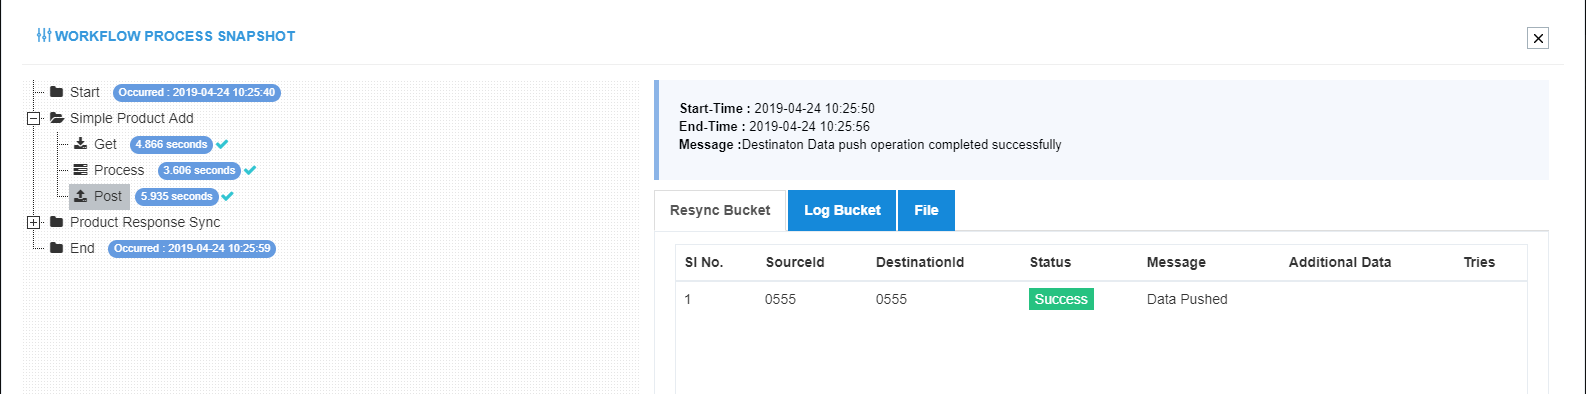 WORKFLOW PROCESS SNAPSHOT
Start Occurred : 2019-04-24 10:25:40
Simple Product Add
Get 4.866 seconds
Process 3.606 seconds
Post 5.935 seconds
Product Response Sync
End Occurred : 2019-04-24 10:25:59
Start-Time : 2019-04-24 10:25:50
End-Time : 2019-04-24 10:25:56
Message :Destinaton Data push operation completed successfully
Resync Bucket Log Bucket File
Sl No. SourceId DestinationId Status Message Additional Data Tries
1 0555 0555 Success Data Pushed